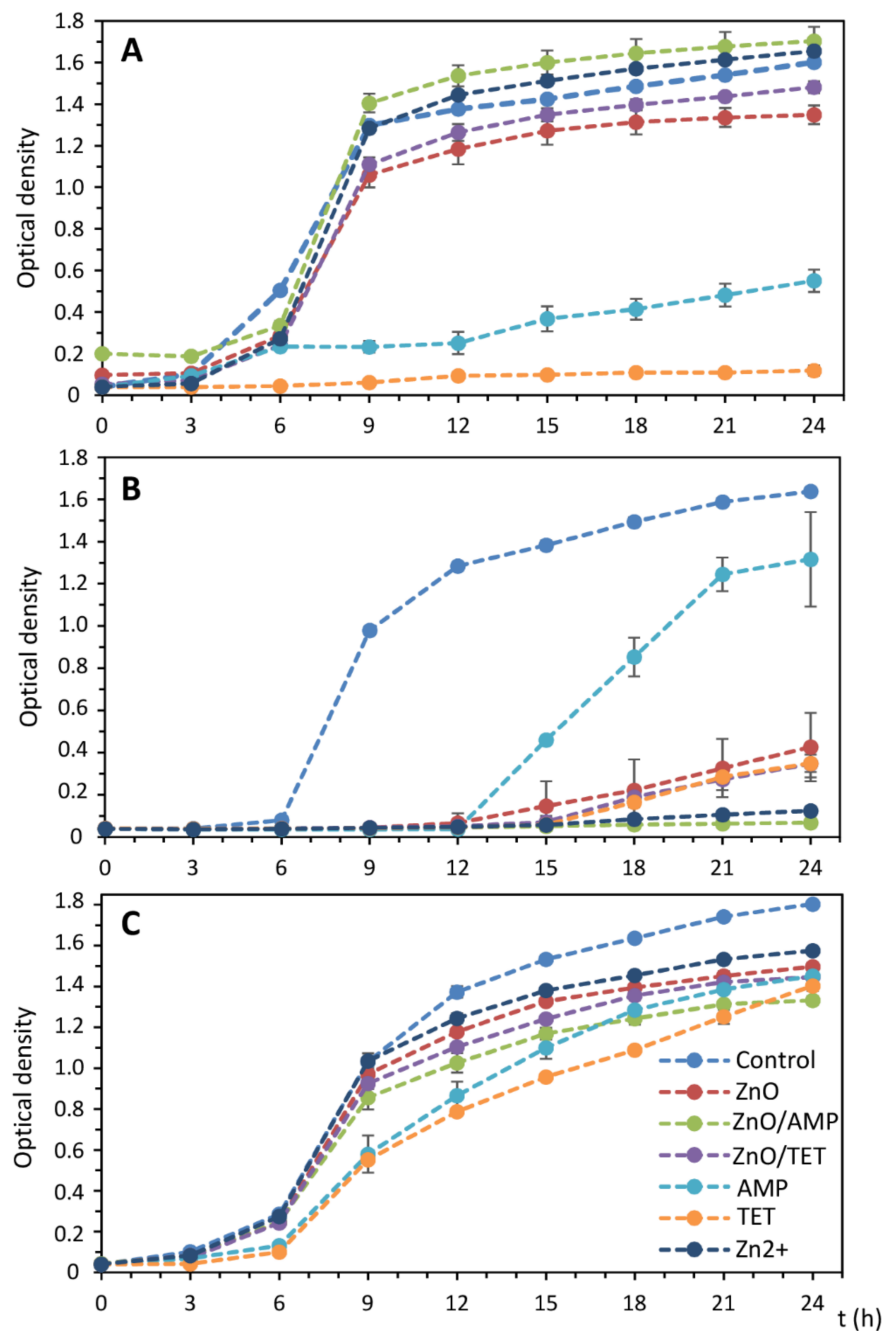 A
Optical density
1.8
1.6
1.4
1.2
1.0
0.8
0.6
0.4
0.2
0
0 3 6 9 12 15 18 21 24
B
Optical density
1.8
1.6
1.4
1.2
1.0
0.8
0.6
0.4
0.2
0
0 3 6 9 12 15 18 21 24
C
Optical density
1.8
1.6
1.4
1.2
1.0
0.8
0.6
0.4
0.2
0
Control
ZnO
ZnO/AMP
ZnO/TET
AMP
TET
Zn2+
0 3 6 9 12 15 18 21 24
t (h)